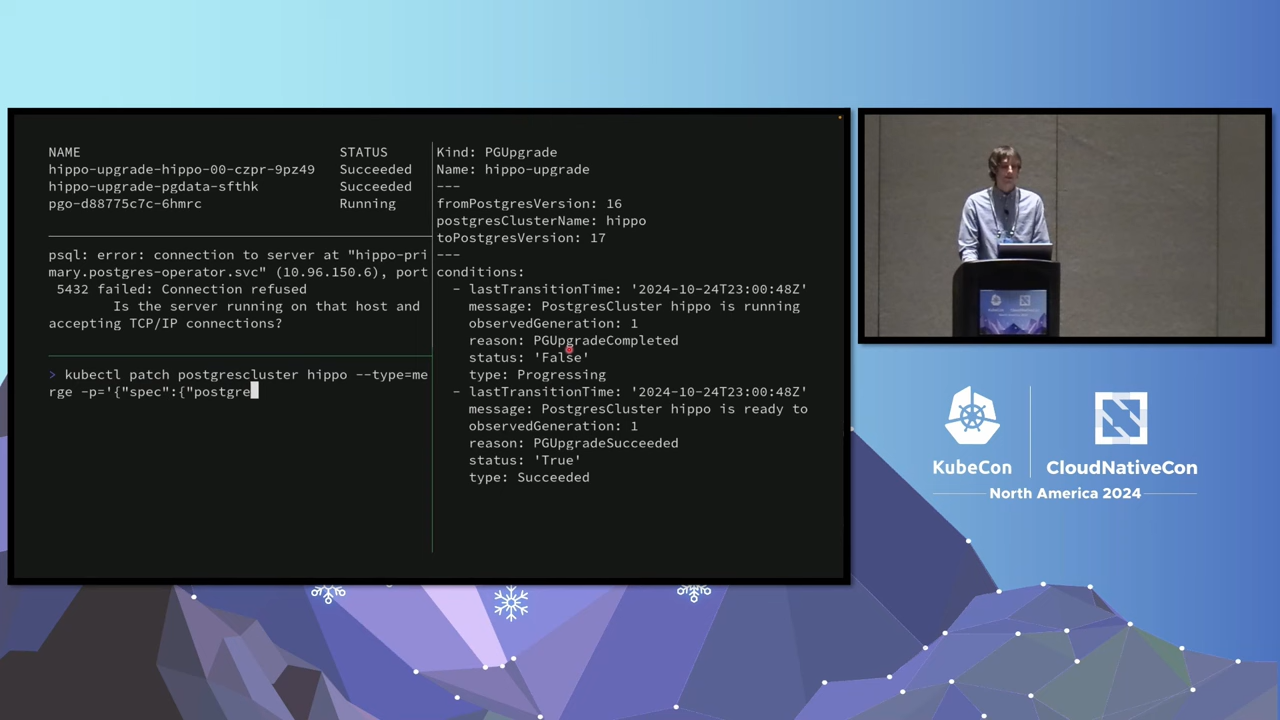 NAME STATUS
hippo-upgrade-hippo-00-czpr-9pz49 Succeeded
hippo-upgrade-pgdata-sfthk Succeeded
pgo-d88775c7c-6hmrc Running
psql: error: connection to server at "hippo-pri
mary.postgres-operator.svc" (10.96.150.6), port
5432 failed: Connection refused
Is the server running on that host and
accepting TCP/IP connections?
> kubectl patch postgrescluster hippo --type=me
rge -p='{"spec":{"postgre
Kind: PGUpgrade
Name: hippo-upgrade
---
fromPostgresVersion: 16
postgresClusterName: hippo
toPostgresVersion: 17
---
conditions:
- lastTransitionTime: '2024-10-24T23:00:48Z'
message: PostgresCluster hippo is running
observedGeneration: 1
reason: PGUpgradeCompleted
status: 'False'
type: Progressing
- lastTransitionTime: '2024-10-24T23:00:48Z'
message: PostgresCluster hippo is ready to
observedGeneration: 1
reason: PGUpgradeSucceeded
status: 'True'
type: Succeeded
KubeCon CloudNativeCon
North America 2024